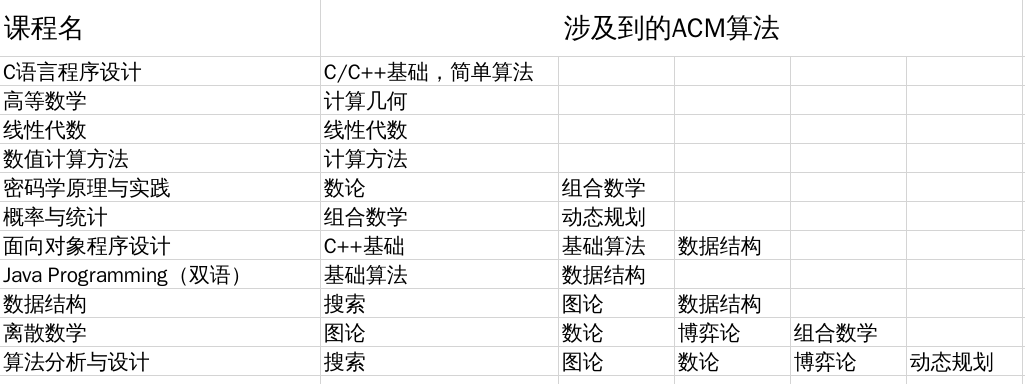 课程名 涉及到的ACM算法
C语言程序设计 C/C++基础，简单算法
高等数学 计算几何
线性代数 线性代数
数值计算方法 计算方法
密码学原理与实践 数论 组合数学
概率与统计 组合数学 动态规划
面向对象程序设计 C++基础 基础算法 数据结构
Java Programming（双语） 基础算法 数据结构
数据结构 搜索 图论 数据结构
离散数学 图论 数论 博弈论 组合数学
算法分析与设计 搜索 图论 数论 博弈论 动态规划